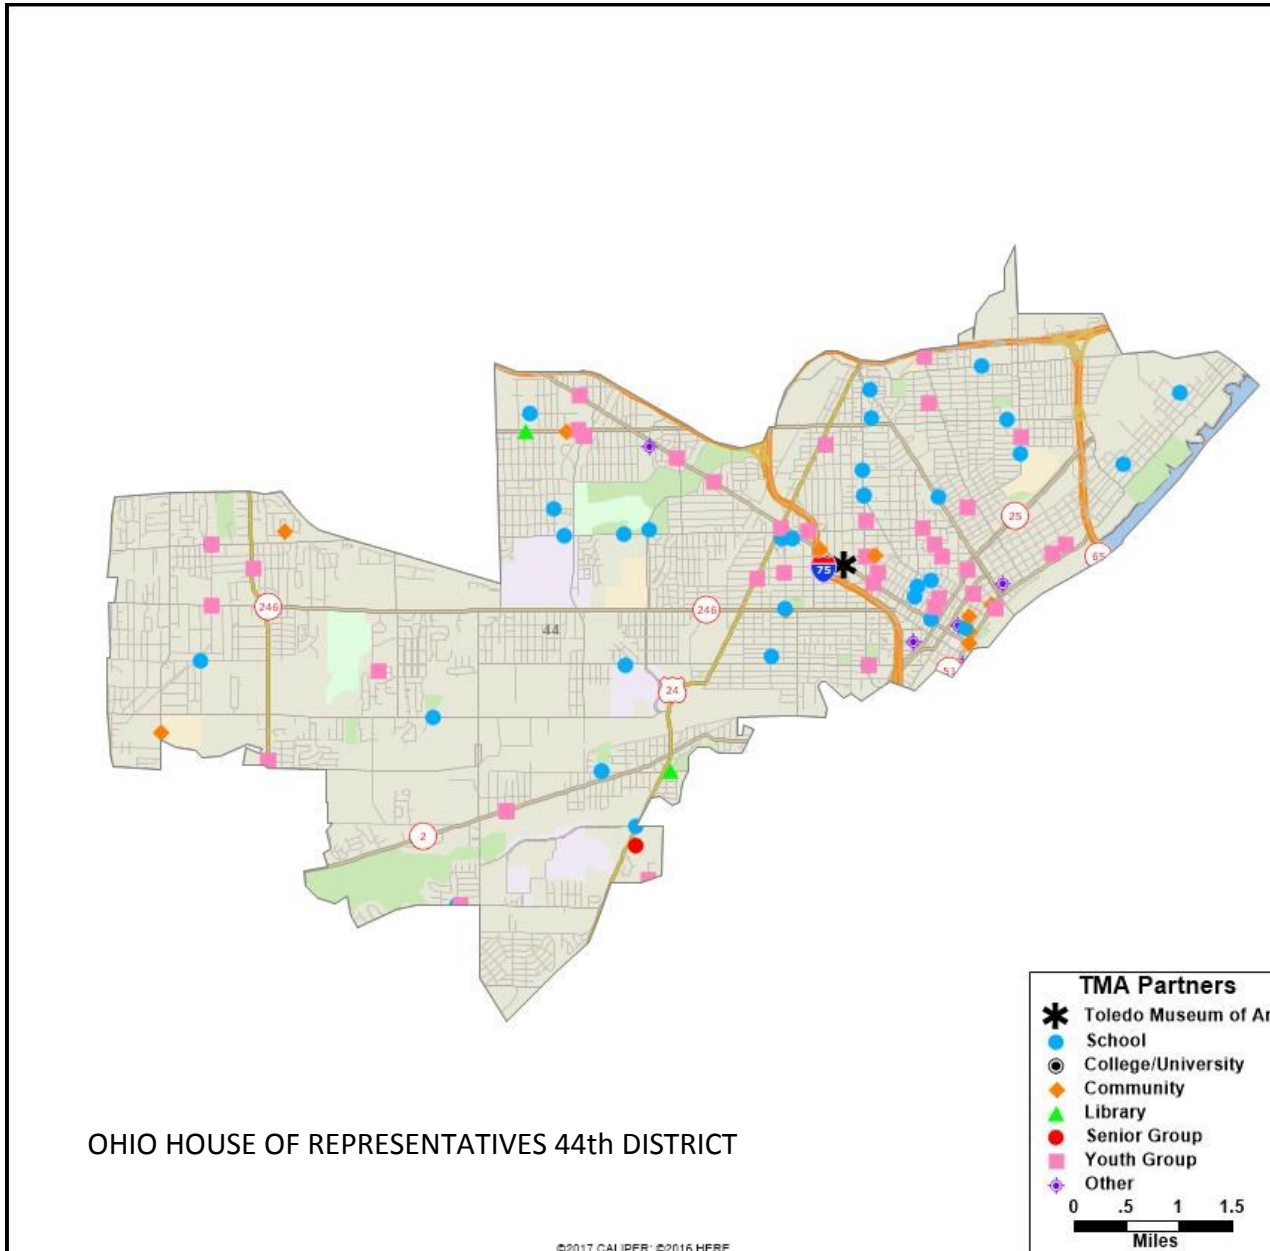 25
65
75
246
246
44
51
24
2
TMA Partners
Toledo Museum of Ar
School
College/University
Community
Library
Senior Group
Youth Group
Other
0 .5 1 1.5
Miles
OHIO HOUSE OF REPRESENTATIVES 44th DISTRICT
©2017 CALIPER; ©2016 HERE